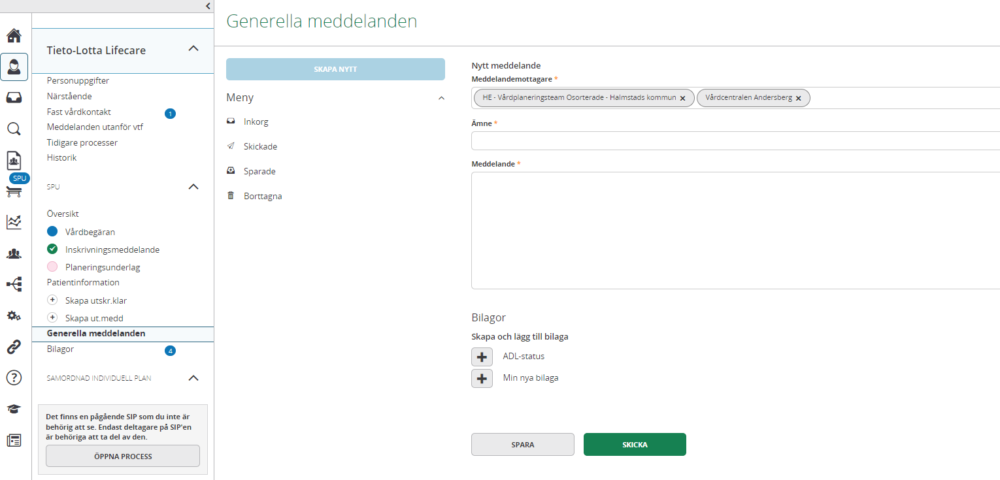 Generella meddelanden
Tieto-Lotta Lifecare
Personuppgifter
Närstående
Fast vårdkontakt 1
Meddelanden utanför vtf
Tidigare processer
Historik
SPU
SPU
Översikt
Vårdbegäran
Inskrivningsmeddelande
Planeringsunderlag
Patientinformation
Skapa utskr.klar
Skapa ut.medd
Generella meddelanden
Bilagor 4
SAMORDNAD INDIVIDUELL PLAN
Det finns en pågående SIP som du inte är
behörig att se. Endast deltagare på SIP'en
är behöriga att ta del av den.
ÖPPNA PROCESS
SKAPA NYTT
Meny
Inkorg
Skickade
Sparade
Borttagna
Nytt meddelande
Meddelandemottagare *
HE - Vårdplaneringsteam Osorterade - Halmstads kommun × Vårdcentralen Andersberg ×
Ämne *
Meddelande *
Bilagor
Skapa och lägg till bilaga
ADL-status
Min nya bilaga
SPARA SKICKA